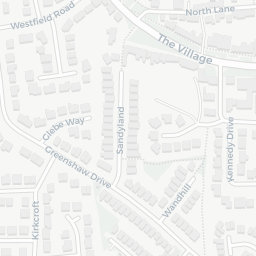 North Lane
Westfield Road
The Village
Sandyland
Glebe Way
Kennedy Drive
Greenshaw Drive
Wandhill
Kirkcroft